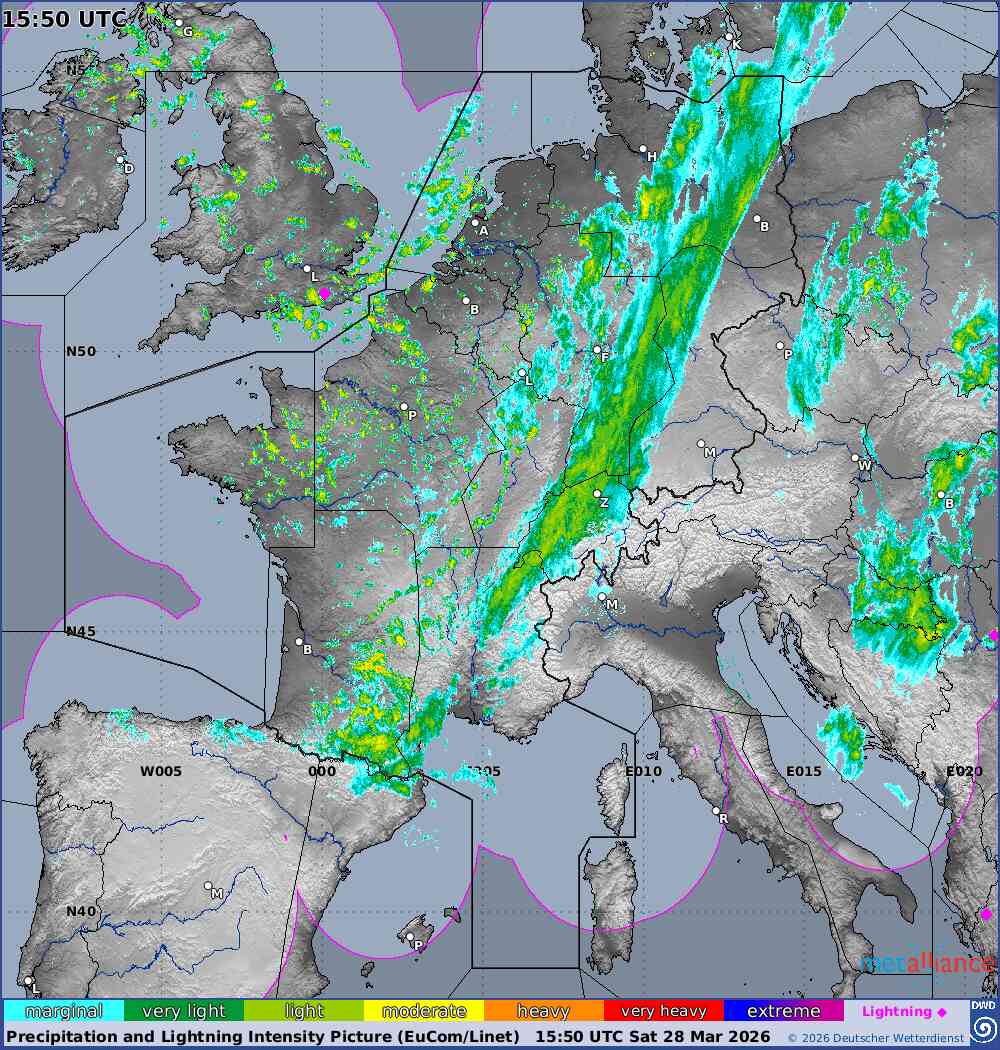 15:50 UTC
G
K
N5
D
H
A
B
L
B
N50
F
P
L
P
M
W
Z
B
M
N45
B
W005
000
005
E010
E015
E020
R
M
N40
P
L
metalliance
marginal very light light moderate heavy very heavy extreme Lightning ◆
DWD
Precipitation and Lightning Intensity Picture (EuCom/Linet) 15:50 UTC Sat 28 Mar 2026 © 2026 Deutscher Wetterdienst